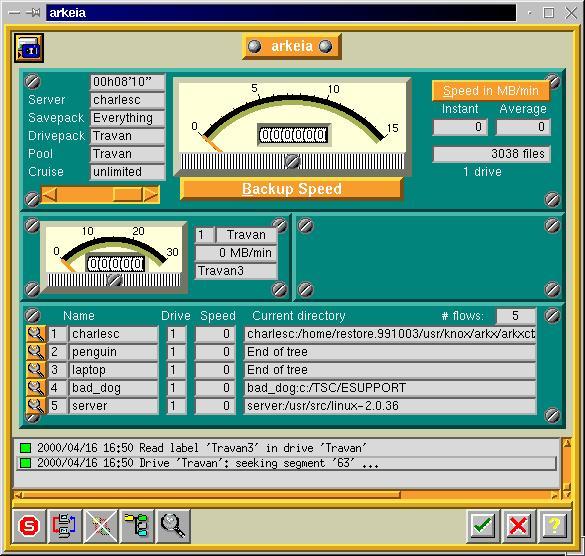 arkeia
arkeia
00h08'10"
Server charlesc
Savepack Everything
Drivepack Travan
Pool Travan
Cruise unlimited
0 5 10 15
000000
Backup Speed
Speed in MB/min
Instant Average
0 0
3038 files
1 drive
0 10 20 30
00000
1 Travan
0 MB/min
Travan3
Name Drive Speed Current directory # flows: 5
1 charlesc 1 0 charlesc:/home/restore.991003/usr/knox/arkx/arkxct
2 penguin 1 0 End of tree
3 laptop 1 0 End of tree
4 bad_dog 1 0 bad_dog:c:/TSC/ESUPPORT
5 server 1 0 server:/usr/src/linux-2.0.36
2000/04/16 16:50 Read label 'Travan3' in drive 'Travan'
2000/04/16 16:50 Drive 'Travan': seeking segment '63' ...
S
?